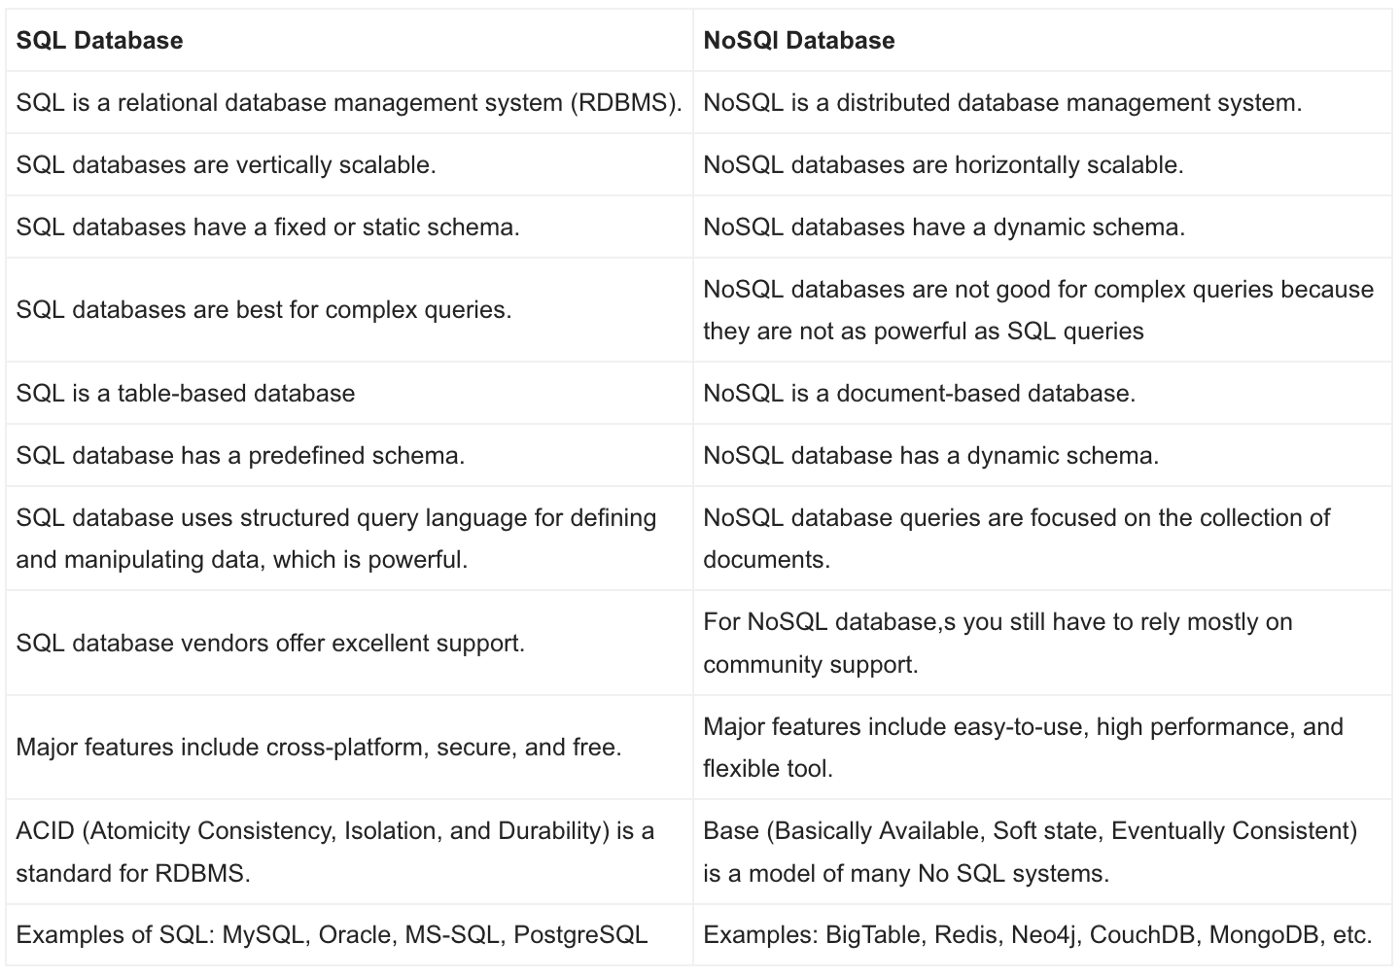 SQL Database
NoSQl Database
SQL is a relational database management system (RDBMS).
NoSQL is a distributed database management system.
SQL databases are vertically scalable.
NoSQL databases are horizontally scalable.
SQL databases have a fixed or static schema.
NoSQL databases have a dynamic schema.
SQL databases are best for complex queries.
NoSQL databases are not good for complex queries because
they are not as powerful as SQL queries
SQL is a table-based database
NoSQL is a document-based database.
SQL database has a predefined schema.
NoSQL database has a dynamic schema.
SQL database uses structured query language for defining
and manipulating data, which is powerful.
NoSQL database queries are focused on the collection of
documents.
SQL database vendors offer excellent support.
For NoSQL database,s you still have to rely mostly on
community support.
Major features include cross-platform, secure, and free.
Major features include easy-to-use, high performance, and
flexible tool.
ACID (Atomicity Consistency, Isolation, and Durability) is a
standard for RDBMS.
Base (Basically Available, Soft state, Eventually Consistent)
is a model of many No SQL systems.
Examples of SQL: MySQL, Oracle, MS-SQL, PostgreSQL
Examples: BigTable, Redis, Neo4j, CouchDB, MongoDB, etc.